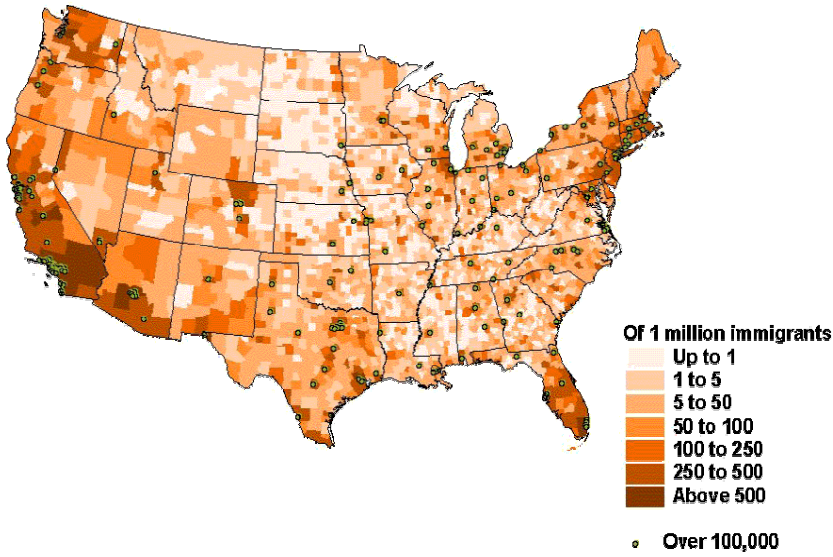 Of 1 million immigrants
Up to 1
1 to 5
5 to 50
50 to 100
100 to 250
250 to 500
Above 500
Over 100,000